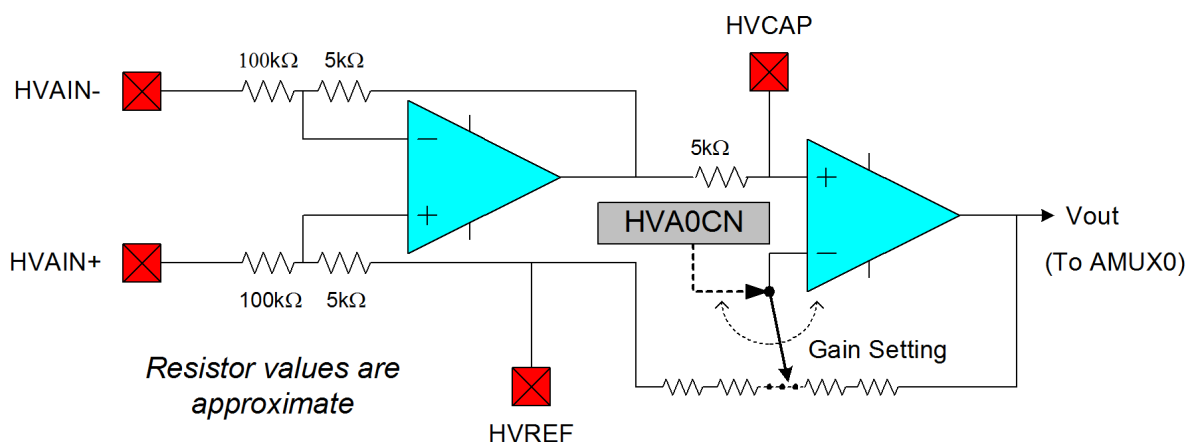 HVCAP
100kΩ
5kΩ
HVAIN-
−
+
5kΩ
+
−
HVA0CN
Vout
(To AMUX0)
HVAIN+
100kΩ
5kΩ
Gain Setting
Resistor values are
approximate
HVREF